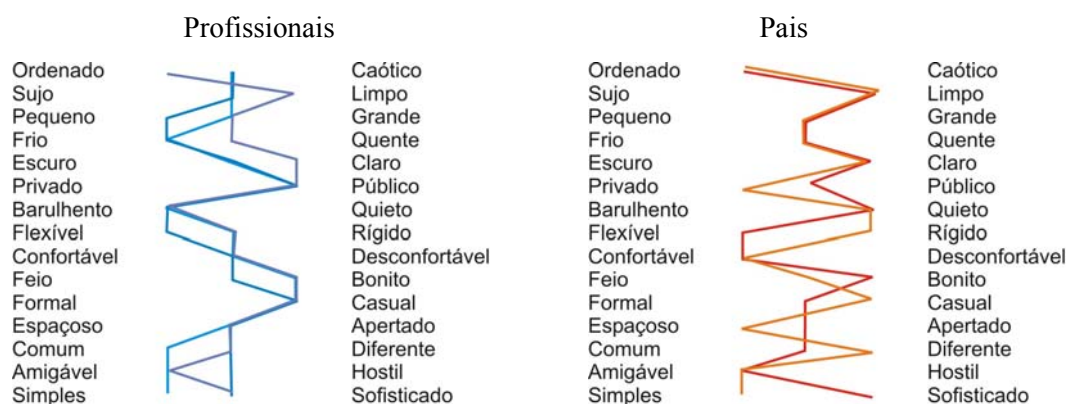 Profissionais Pais
Ordenado Caótico Ordenado Caótico
Sujo Limpo Sujo Limpo
Pequeno Grande Pequeno Grande
Frio Quente Frio Quente
Escuro Claro Escuro Claro
Privado Público Privado Público
Barulhento Quieto Barulhento Quieto
Flexível Rígido Flexível Rígido
Confortável Desconfortável Confortável Desconfortável
Feio Bonito Feio Bonito
Formal Casual Formal Casual
Espaçoso Apertado Espaçoso Apertado
Comum Diferente Comum Diferente
Amigável Hostil Amigável Hostil
Simples Sofisticado Simples Sofisticado